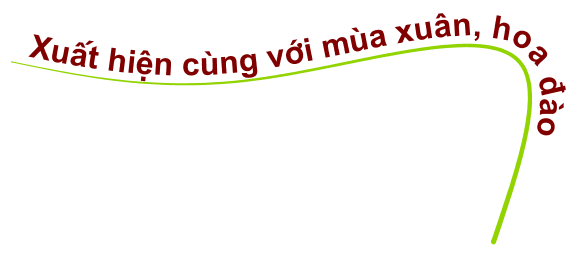 Xuất hiện cùng với mùa xuân, hoa đào